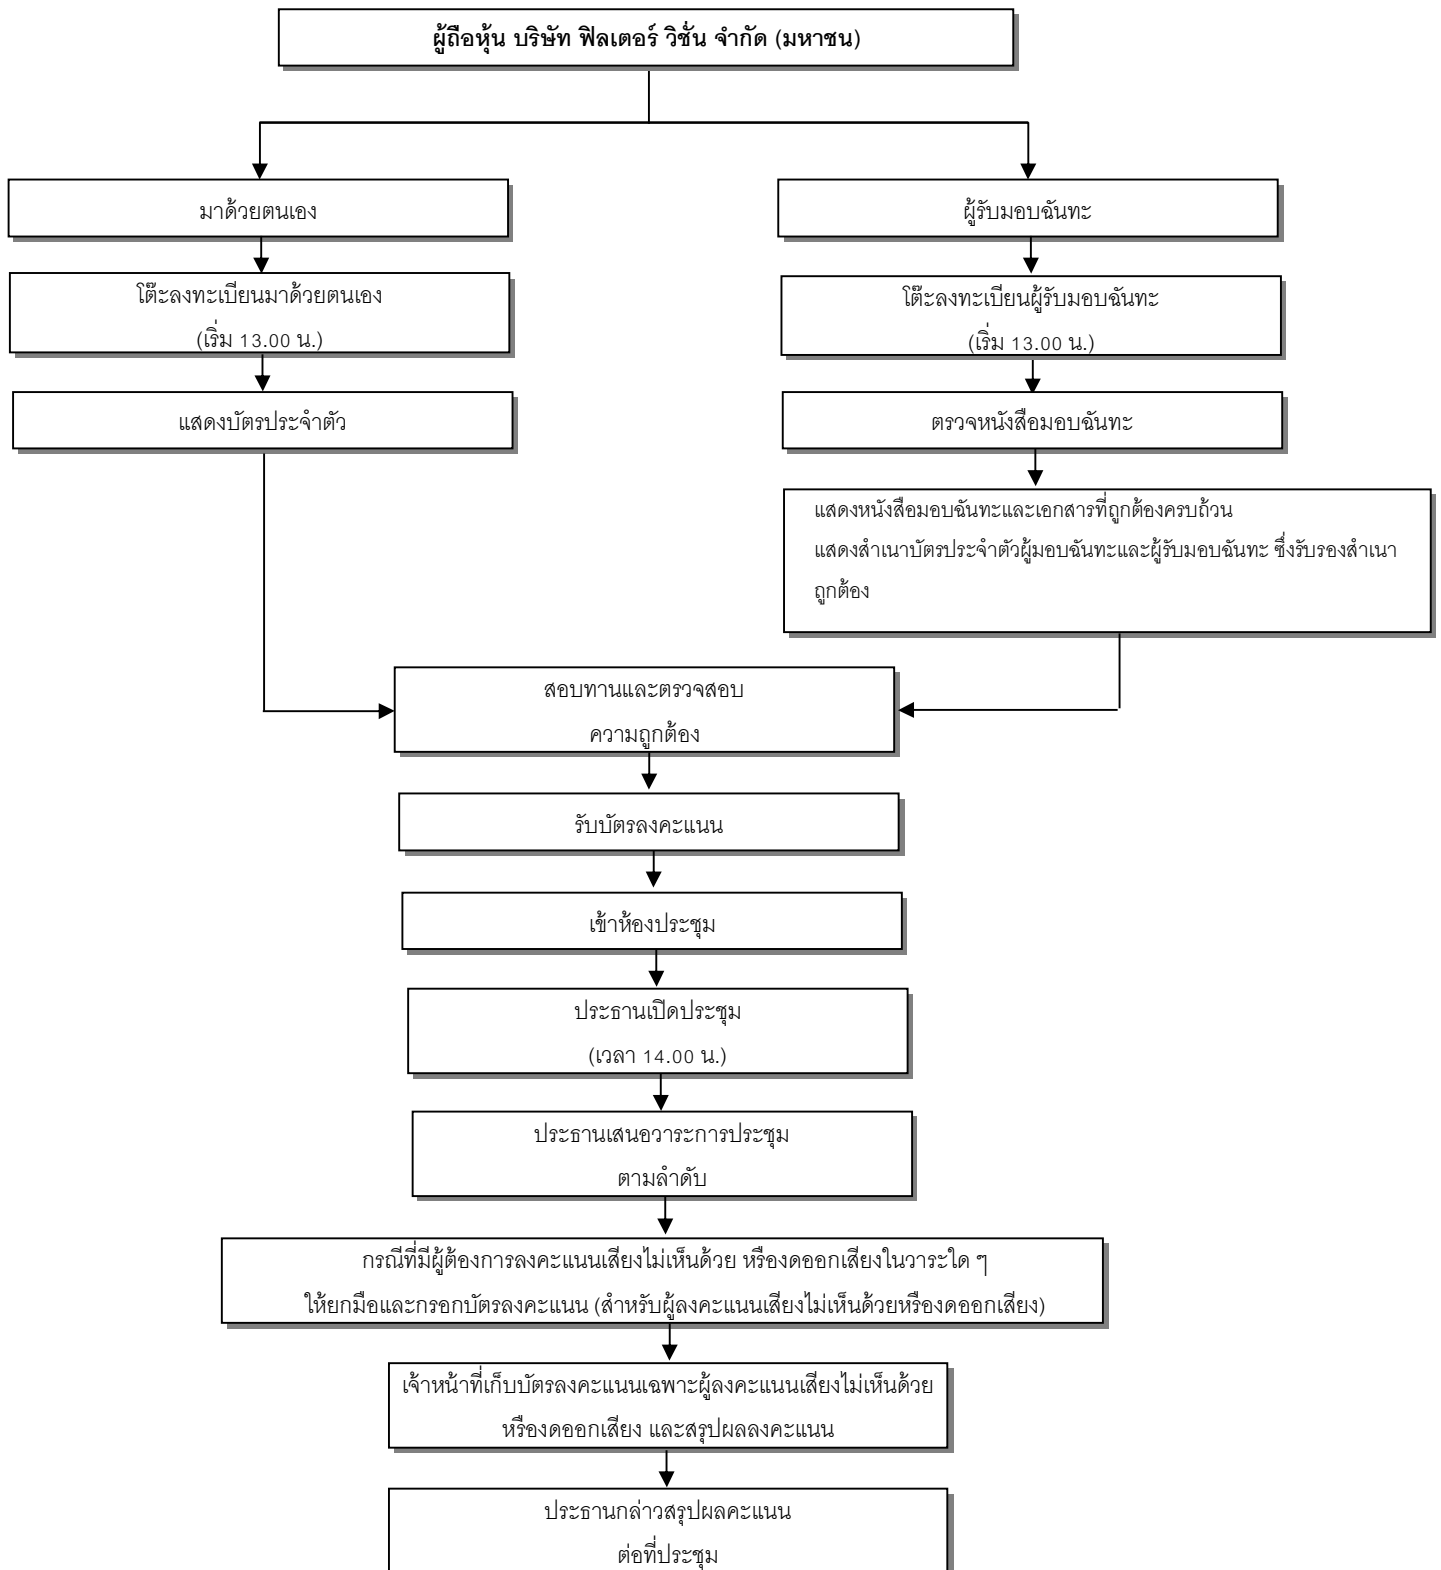 ผู้ถือหุ้น บริษัท ฟิลเตอร์ วิชั่น จำกัด (มหาชน)
มาด้วยตนเอง
ผู้รับมอบฉันทะ
โต๊ะลงทะเบียนมาด้วยตนเอง
(เริ่ม 13.00 น.)
โต๊ะลงทะเบียนผู้รับมอบฉันทะ
(เริ่ม 13.00 น.)
แสดงบัตรประจำตัว
ตรวจหนังสือมอบฉันทะ
แสดงหนังสือมอบฉันทะและเอกสารที่ถูกต้องครบถ้วน
แสดงสำเนาบัตรประจำตัวผู้มอบฉันทะและผู้รับมอบฉันทะ ซึ่งรับรองสำเนา
ถูกต้อง
สอบทานและตรวจสอบ
ความถูกต้อง
รับบัตรลงคะแนน
เข้าห้องประชุม
ประธานเปิดประชุม
(เวลา 14.00 น.)
ประธานเสนอวาระการประชุม
ตามลำดับ
กรณีที่มีผู้ต้องการลงคะแนนเสียงไม่เห็นด้วย หรืองดออกเสียงในวาระใด ๆ
ให้ยกมือและกรอกบัตรลงคะแนน (สำหรับผู้ลงคะแนนเสียงไม่เห็นด้วยหรืองดออกเสียง)
เจ้าหน้าที่เก็บบัตรลงคะแนนเฉพาะผู้ลงคะแนนเสียงไม่เห็นด้วย
หรืองดออกเสียง และสรุปผลลงคะแนน
ประธานกล่าวสรุปผลคะแนน
ต่อที่ประชุม